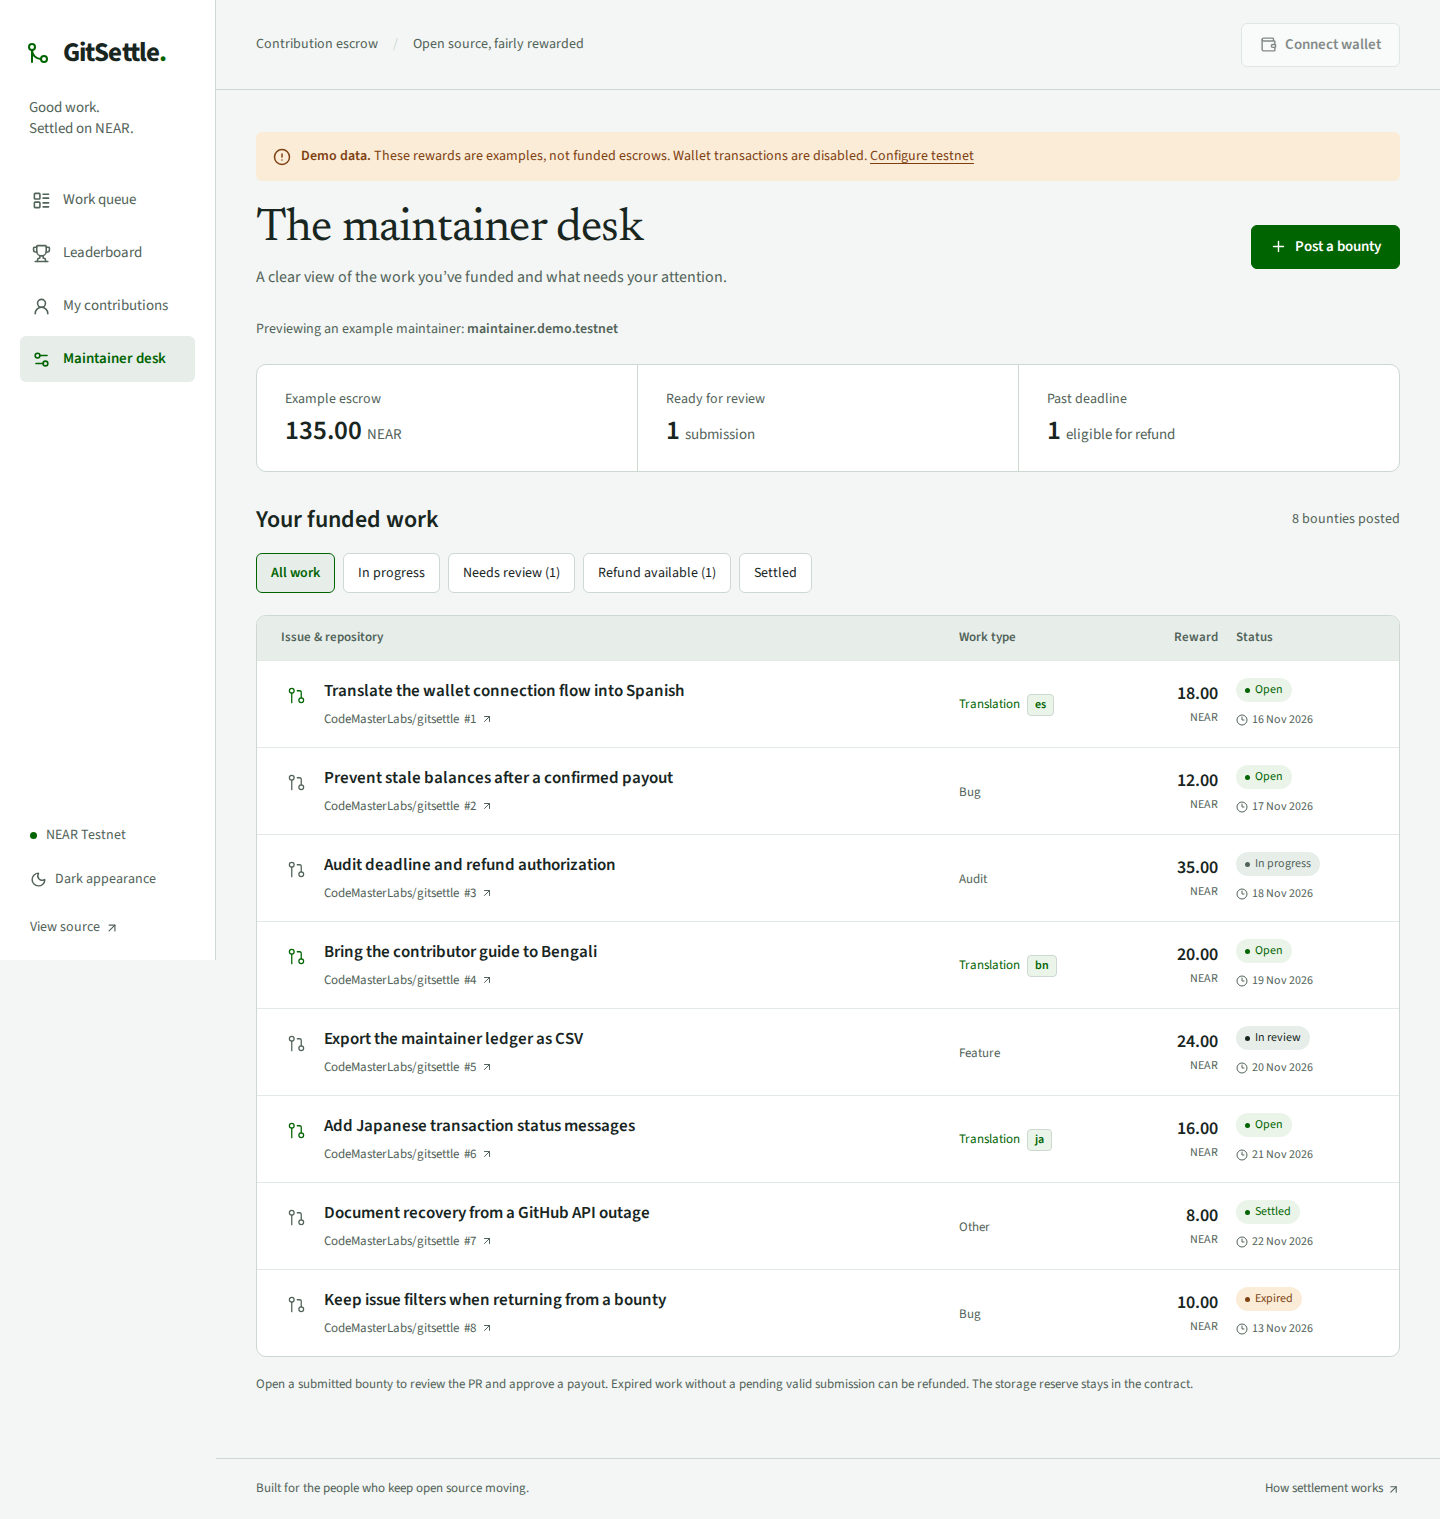 GitSettle.
Good work.
Settled on NEAR.
Work queue
Leaderboard
My contributions
Maintainer desk
NEAR Testnet
Dark appearance
View source
Contribution escrow / Open source, fairly rewarded
Connect wallet
Demo data. These rewards are examples, not funded escrows. Wallet transactions are disabled. Configure testnet
The maintainer desk
A clear view of the work you’ve funded and what needs your attention.
Post a bounty
Previewing an example maintainer: maintainer.demo.testnet
Example escrow
135.00 NEAR
Ready for review
1 submission
Past deadline
1 eligible for refund
Your funded work
8 bounties posted
All work
In progress
Needs review (1)
Refund available (1)
Settled
Issue & repository
Work type
Reward
Status
Translate the wallet connection flow into Spanish
CodeMasterLabs/gitsettle #1
Translation es
18.00
NEAR
Open
16 Nov 2026
Prevent stale balances after a confirmed payout
CodeMasterLabs/gitsettle #2
Bug
12.00
NEAR
Open
17 Nov 2026
Audit deadline and refund authorization
CodeMasterLabs/gitsettle #3
Audit
35.00
NEAR
In progress
18 Nov 2026
Bring the contributor guide to Bengali
CodeMasterLabs/gitsettle #4
Translation bn
20.00
NEAR
Open
19 Nov 2026
Export the maintainer ledger as CSV
CodeMasterLabs/gitsettle #5
Feature
24.00
NEAR
In review
20 Nov 2026
Add Japanese transaction status messages
CodeMasterLabs/gitsettle #6
Translation ja
16.00
NEAR
Open
21 Nov 2026
Document recovery from a GitHub API outage
CodeMasterLabs/gitsettle #7
Other
8.00
NEAR
Settled
22 Nov 2026
Keep issue filters when returning from a bounty
CodeMasterLabs/gitsettle #8
Bug
10.00
NEAR
Expired
13 Nov 2026
Open a submitted bounty to review the PR and approve a payout. Expired work without a pending valid submission can be refunded. The storage reserve stays in the contract.
Built for the people who keep open source moving.
How settlement works